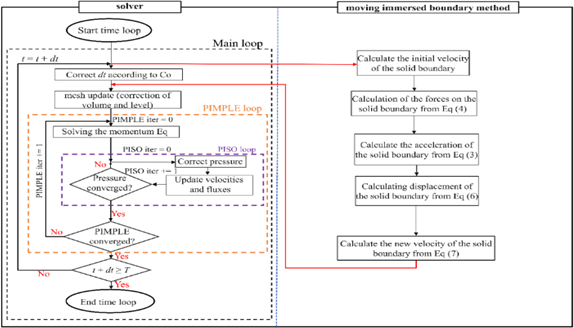 solver
moving immersed boundary method
Start time loop
Main loop
t = t + dt
Correct dt according to Co
mesh update (correction of
volume and level)
PIMPLE loop
PIMPLE iter = 0
Solving the momentum Eq
PISO iter = 0
PISO loop
No
Correct pressure
PISO iter +=
Pressure
converged?
Update velocities
and fluxes
PIMPLE iter += 1
Yes
PIMPLE
converged?
No
Yes
t + dt ≥ T
No
Yes
End time loop
Calculate the initial velocity
of the solid boundary
Calculation of the forces on the
solid boundary from Eq (4)
Calculate the acceleration of
the solid boundary from Eq (3)
Calculating displacement of
the solid boundary from Eq (6)
Calculate the new velocity of the solid
boundary from Eq (7)